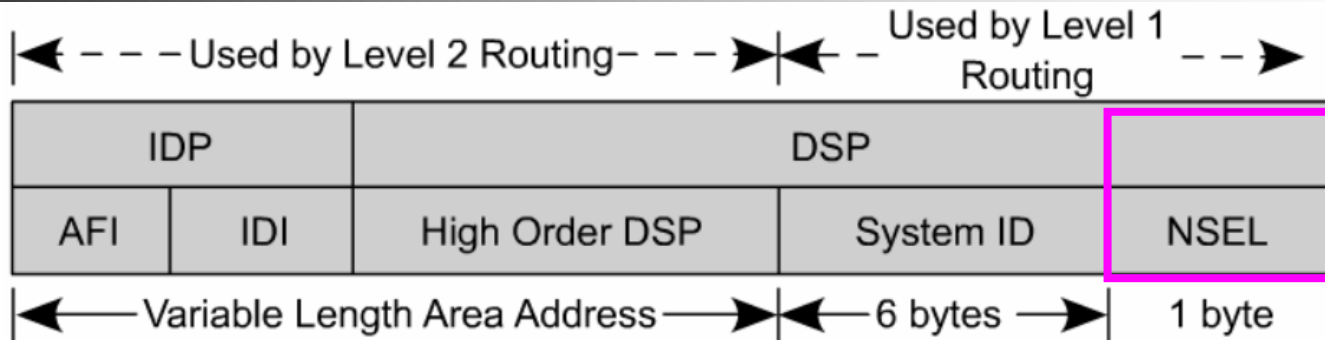 Used by Level 2 Routing
Used by Level 1
Routing
IDP
DSP
AFI
IDI
High Order DSP
System ID
NSEL
Variable Length Area Address
6 bytes
1 byte